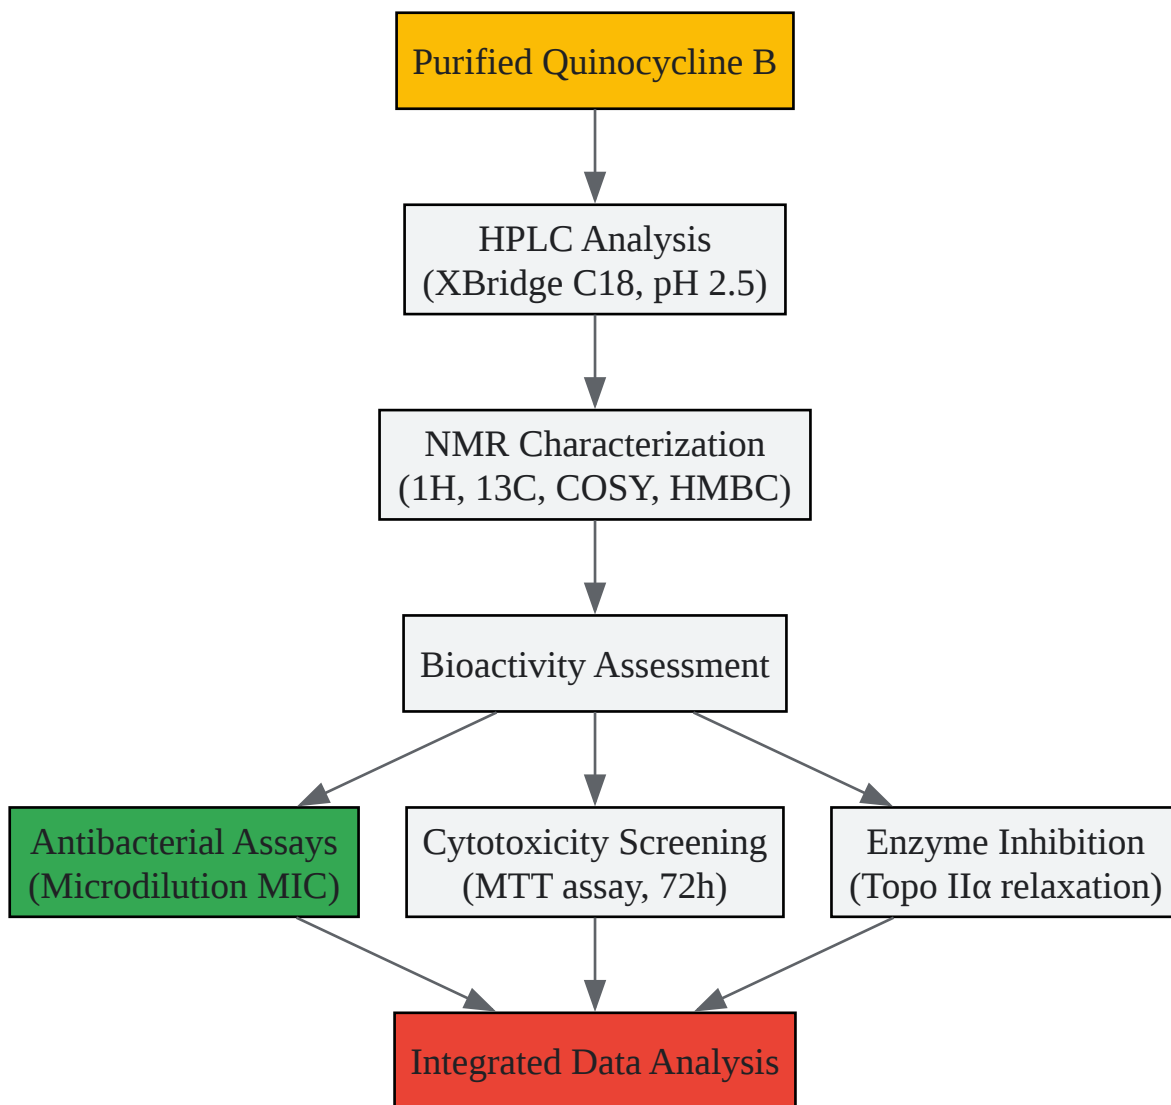 Purified Quinocycline B
HPLC Analysis
(XBridge C18, pH 2.5)
NMR Characterization
(1H, 13C, COSY, HMBC)
Bioactivity Assessment
Antibacterial Assays
(Microdilution MIC)
Cytotoxicity Screening
(MTT assay, 72h)
Enzyme Inhibition
(Topo IIα relaxation)
Integrated Data Analysis